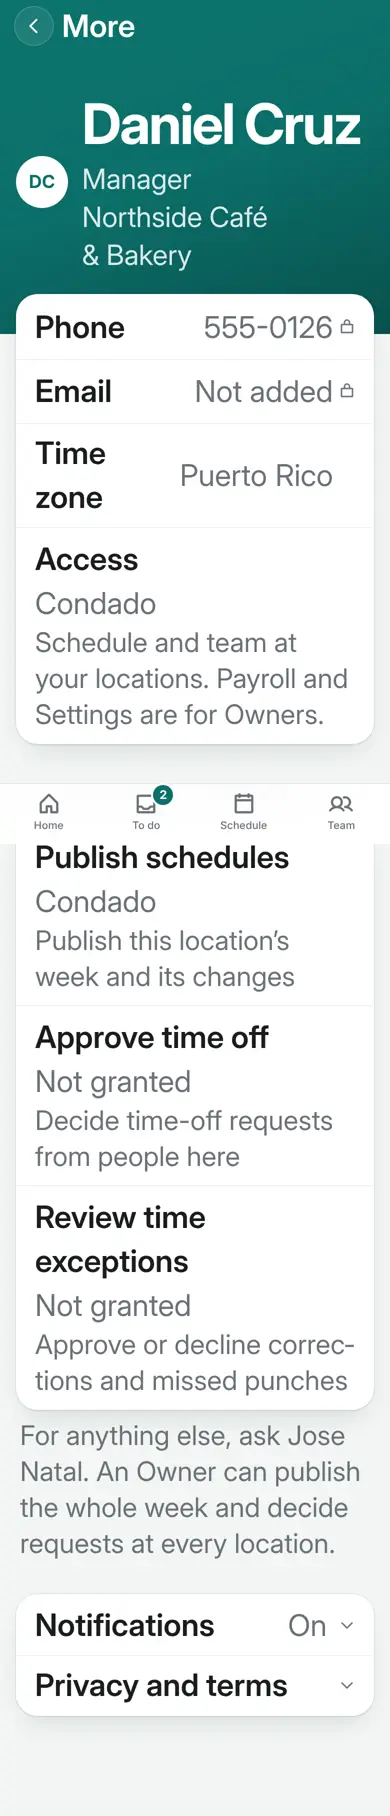 More
Daniel Cruz
DC
Manager
Northside Café
& Bakery
Phone
555-0126
Email
Not added
Time
zone
Puerto Rico
Access
Condado
Schedule and team at
your locations. Payroll and
Settings are for Owners.
2
Home
To do
Schedule
Team
Publish schedules
Condado
Publish this location’s
week and its changes
Approve time off
Not granted
Decide time-off requests
from people here
Review time
exceptions
Not granted
Approve or decline correc-
tions and missed punches
For anything else, ask Jose
Natal. An Owner can publish
the whole week and decide
requests at every location.
Notifications
On
Privacy and terms